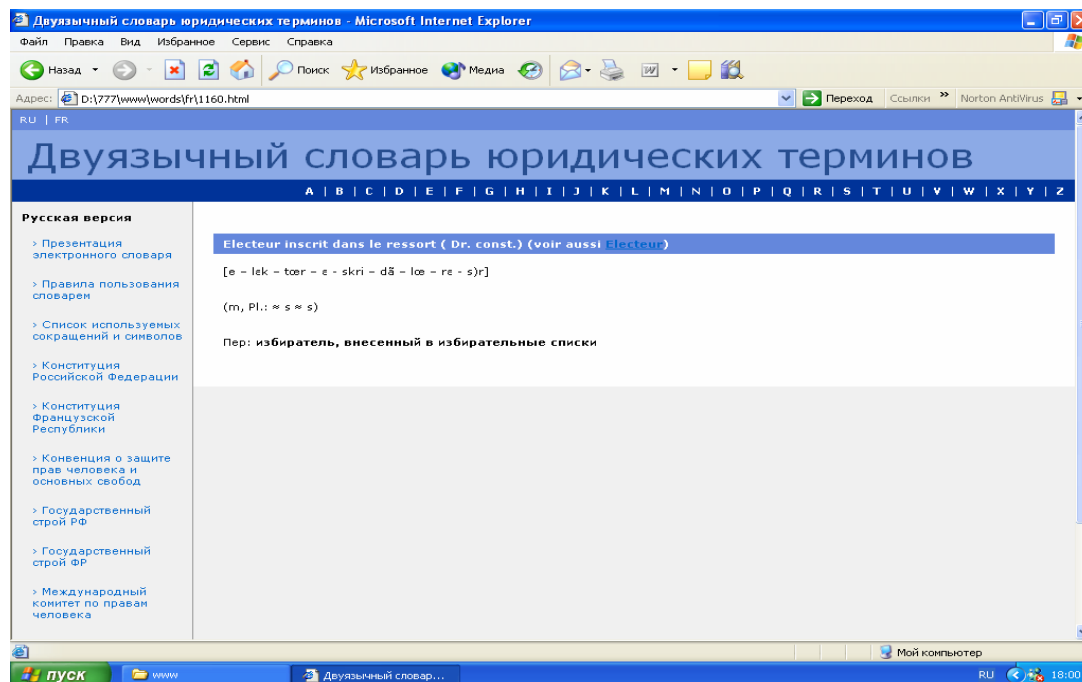 Двуязычный словарь юридических терминов - Microsoft Internet Explorer
Файл Правка Вид Избранное Сервис Справка
Назад Поиск Избранное Медиа
Адрес: D:\777\www\words\fr\1160.html Переход Ссылки » Norton AntiVirus
RU | FR
Двуязычный словарь юридических терминов
A | B | C | D | E | F | G | H | I | J | K | L | M | N | O | P | Q | R | S | T | U | V | W | X | Y | Z
Русская версия
› Презентация
электронного словаря
› Правила пользования
словарем
› Список используемых
сокращений и символов
› Конституция
Российской Федерации
› Конституция
Французской
Республики
› Конвенция о защите
прав человека и
основных свобод
› Государственный
строй РФ
› Государственный
строй ФР
› Международный
комитет по правам
человека
Electeur inscrit dans le ressort ( Dr. const.) (voir aussi Electeur)
[e – lɛk – tœr – ɛ - skri – dã – lœ – rɛ - s)r]
(m, Pl.: ≈ s ≈ s)
Пер: избиратель, внесенный в избирательные списки
Мой компьютер
пуск www Двуязычный словар... RU 18:00